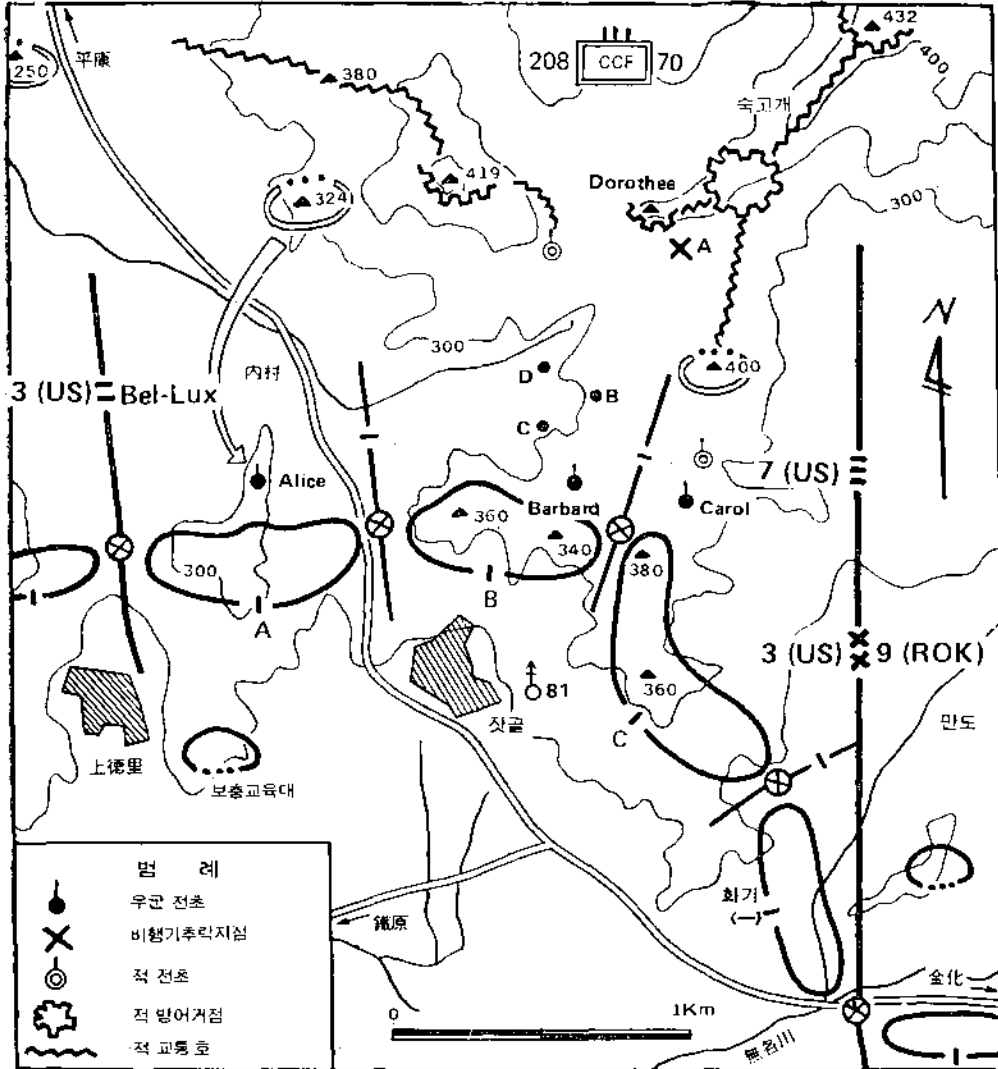 平康
250
380
208 CCF 70
432
400
숙고개
419
Dorothee
324
A
300
300
D
B
C
400
内村
3 (US) Bel-Lux
N
7 (US)
Alice
Barbard
Carol
360
340
380
300
A
B
3 (US) 9 (ROK)
360
81
C
잣골
만도
上德里
보충교육대
화기
(一)
범 례
우군 전초
비행기추락지점
적 전초
적 방어거점
적 교통호
鐵原
金化
0 1Km
無名川